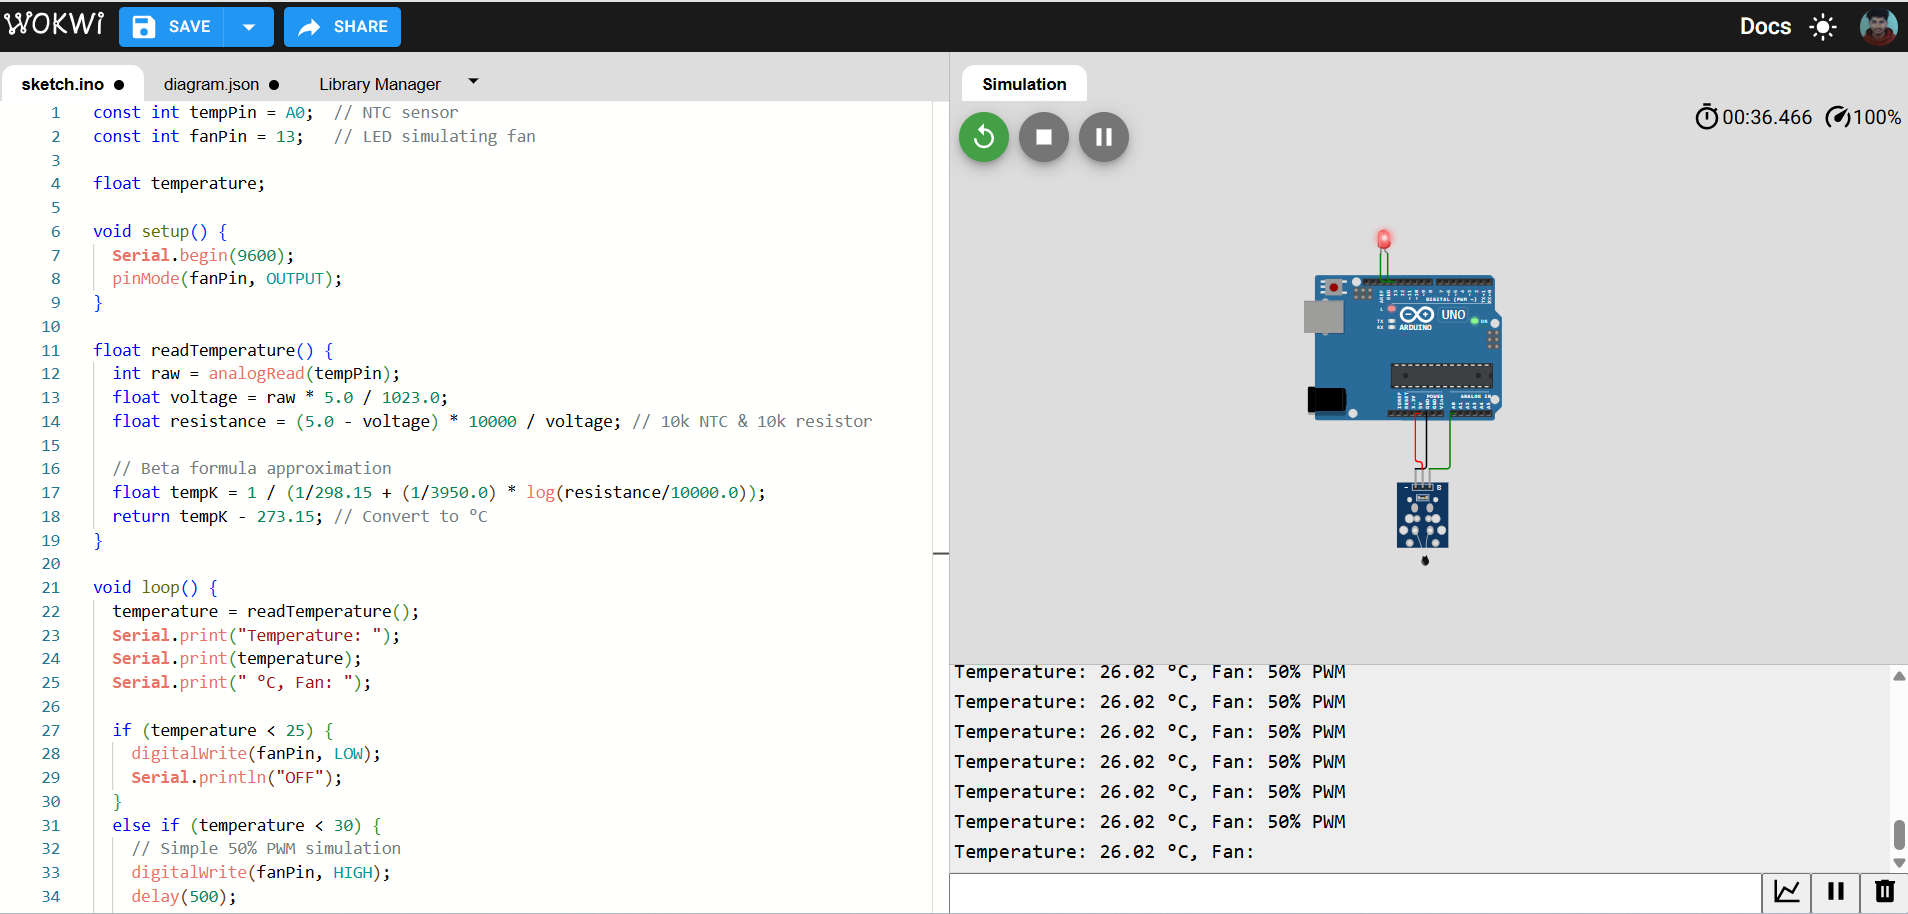 WOKWi
SAVE
SHARE
Docs
sketch.ino ●
diagram.json ●
Library Manager
1 const int tempPin = A0;  // NTC sensor
2 const int fanPin = 13;   // LED simulating fan
3
4 float temperature;
5
6 void setup() {
7   Serial.begin(9600);
8   pinMode(fanPin, OUTPUT);
9 }
10
11 float readTemperature() {
12   int raw = analogRead(tempPin);
13   float voltage = raw * 5.0 / 1023.0;
14   float resistance = (5.0 - voltage) * 10000 / voltage; // 10k NTC & 10k resistor
15
16   // Beta formula approximation
17   float tempK = 1 / (1/298.15 + (1/3950.0) * log(resistance/10000.0));
18   return tempK - 273.15; // Convert to °C
19 }
20
21 void loop() {
22   temperature = readTemperature();
23   Serial.print("Temperature: ");
24   Serial.print(temperature);
25   Serial.print(" °C, Fan: ");
26
27   if (temperature < 25) {
28     digitalWrite(fanPin, LOW);
29     Serial.println("OFF");
30   }
31   else if (temperature < 30) {
32     // Simple 50% PWM simulation
33     digitalWrite(fanPin, HIGH);
34     delay(500);
Simulation
00:36.466
100%
DIGITAL (PWM ~)
UNO
ARDUINO
L
TX
RX
ON
POWER
ANALOG IN
Temperature: 26.02 °C, Fan: 50% PWM
Temperature: 26.02 °C, Fan: 50% PWM
Temperature: 26.02 °C, Fan: 50% PWM
Temperature: 26.02 °C, Fan: 50% PWM
Temperature: 26.02 °C, Fan: 50% PWM
Temperature: 26.02 °C, Fan: 50% PWM
Temperature: 26.02 °C, Fan: